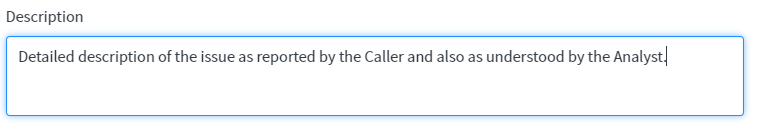 Description
Detailed description of the issue as reported by the Caller and also as understood by the Analyst.